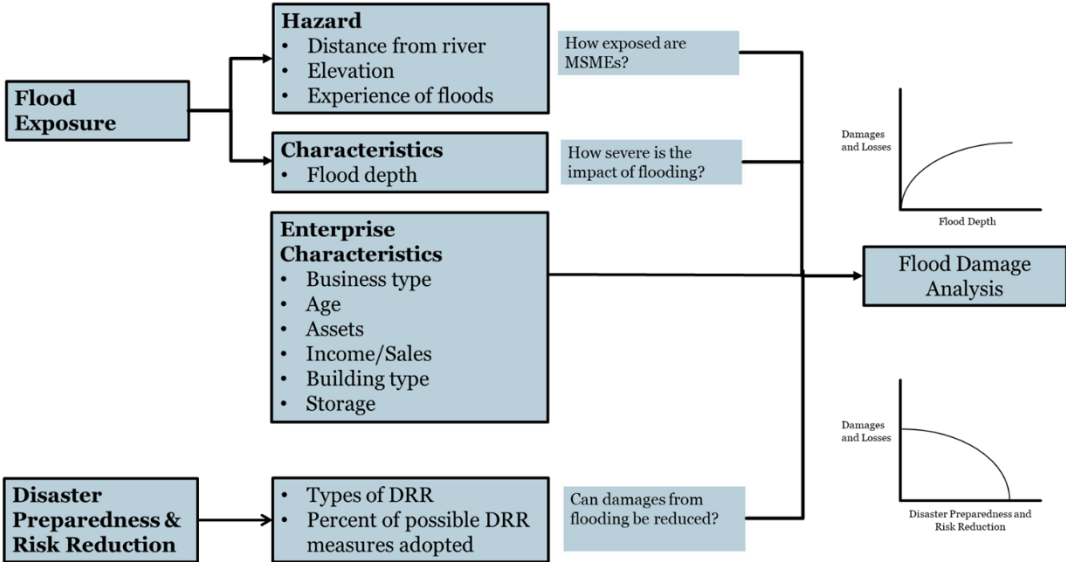 Flood
Exposure
Hazard
• Distance from river
• Elevation
• Experience of floods
How exposed are
MSMEs?
Characteristics
• Flood depth
How severe is the
impact of flooding?
Enterprise
Characteristics
• Business type
• Age
• Assets
• Income/Sales
• Building type
• Storage
Disaster
Preparedness &
Risk Reduction
• Types of DRR
• Percent of possible DRR
measures adopted
Can damages from
flooding be reduced?
Damages
and Losses
Flood Depth
Flood Damage
Analysis
Damages
and Losses
Disaster Preparedness and
Risk Reduction